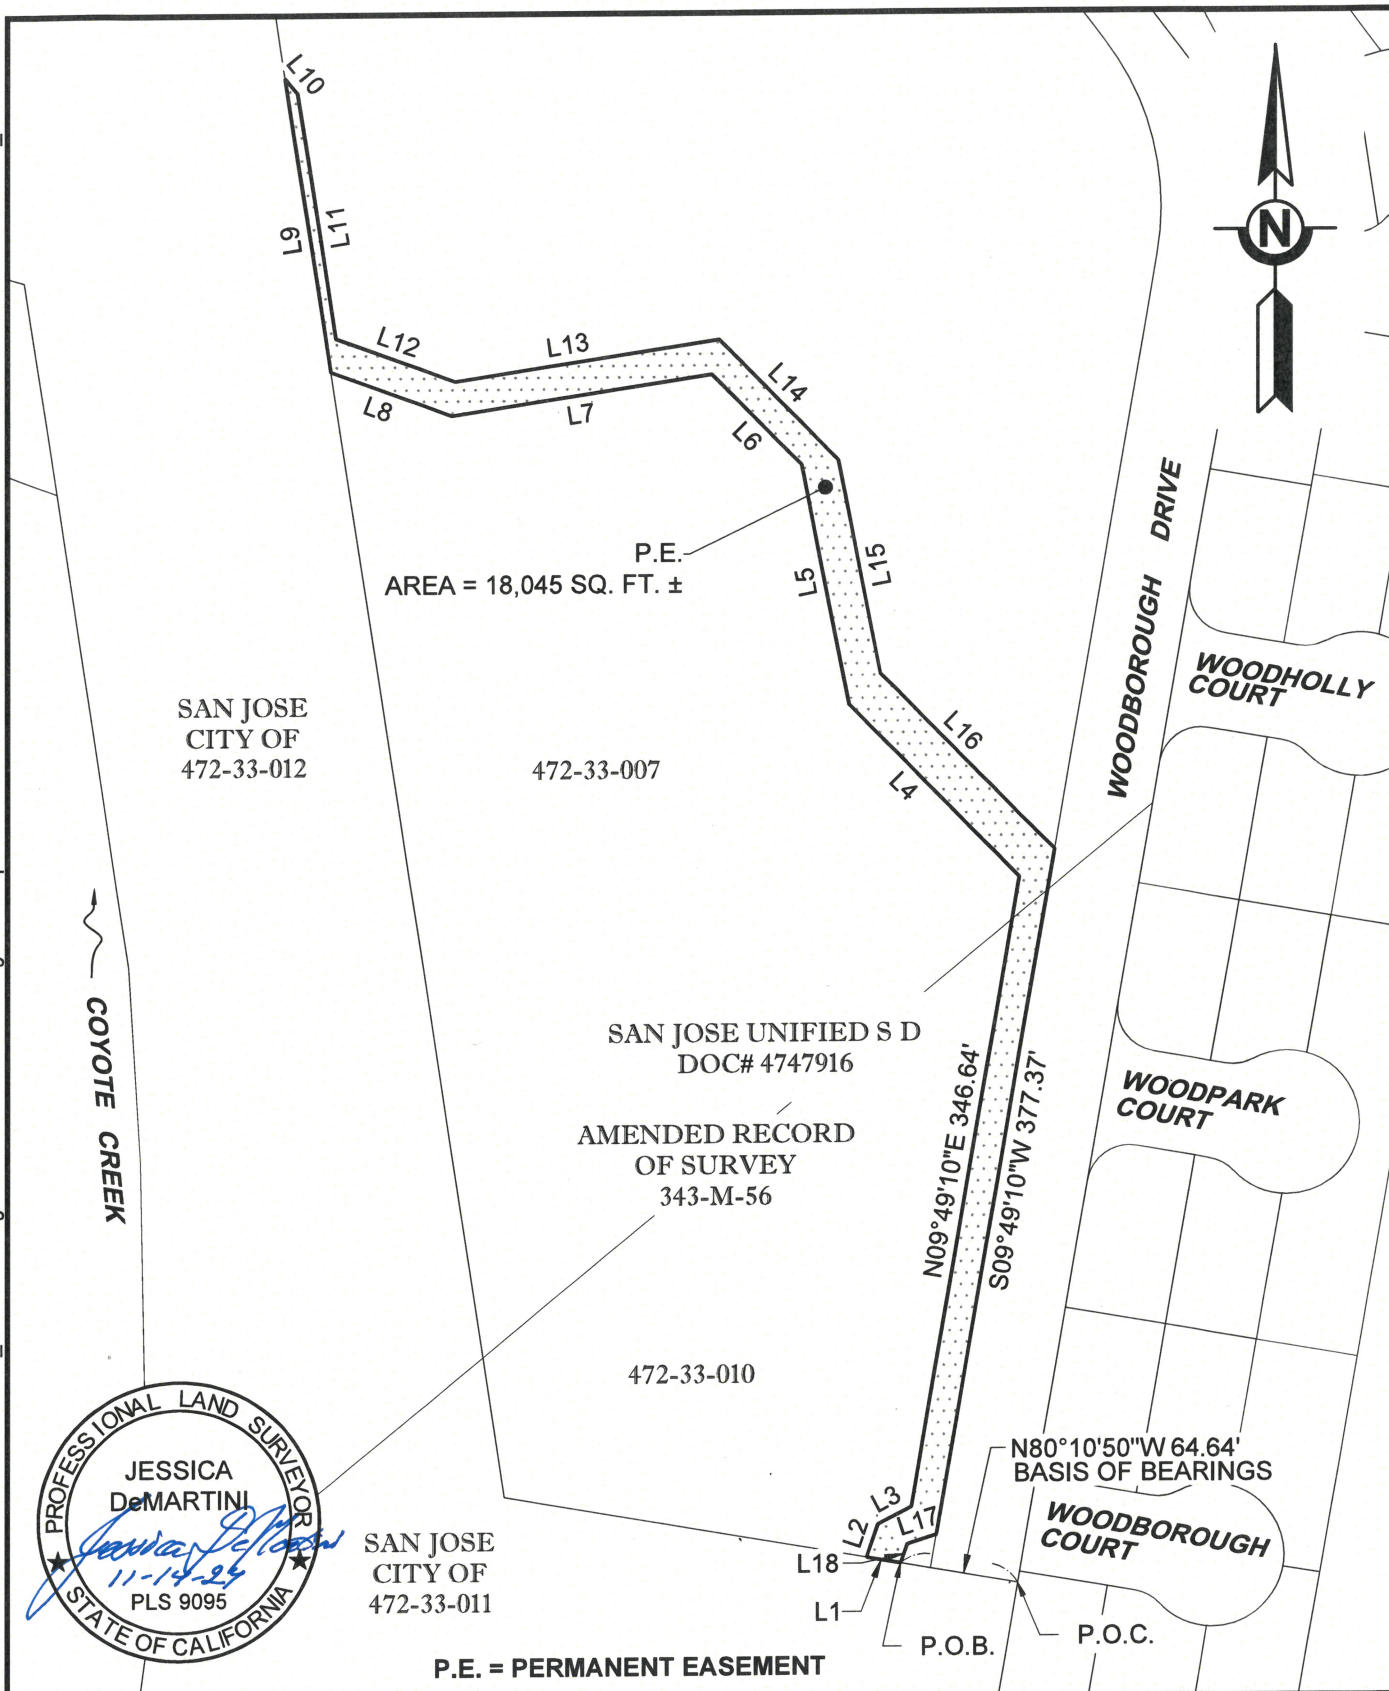 L10
N
L9
L11
L12
L13
L14
L8
L7
L6
P.E.
AREA = 18,045 SQ. FT. ±
L5
L15
WOODBOROUGH DRIVE
WOODHOLLY
COURT
SAN JOSE
CITY OF
472-33-012
472-33-007
L16
L4
COYOTE CREEK
SAN JOSE UNIFIED S D
DOC# 4747916
AMENDED RECORD
OF SURVEY
343-M-56
N09°49'10"E 346.64'
S09°49'10"W 377.37'
WOODPARK
COURT
472-33-010
N80°10'50"W 64.64'
BASIS OF BEARINGS
WOODBOROUGH
COURT
L3
L2
L17
L18
L1
P.O.B.
P.O.C.
PROFESSIONAL LAND SURVEYOR
JESSICA
DeMARTINI
Jessica DeMartini
11-14-24
PLS 9095
STATE OF CALIFORNIA
SAN JOSE
CITY OF
472-33-011
P.E. = PERMANENT EASEMENT